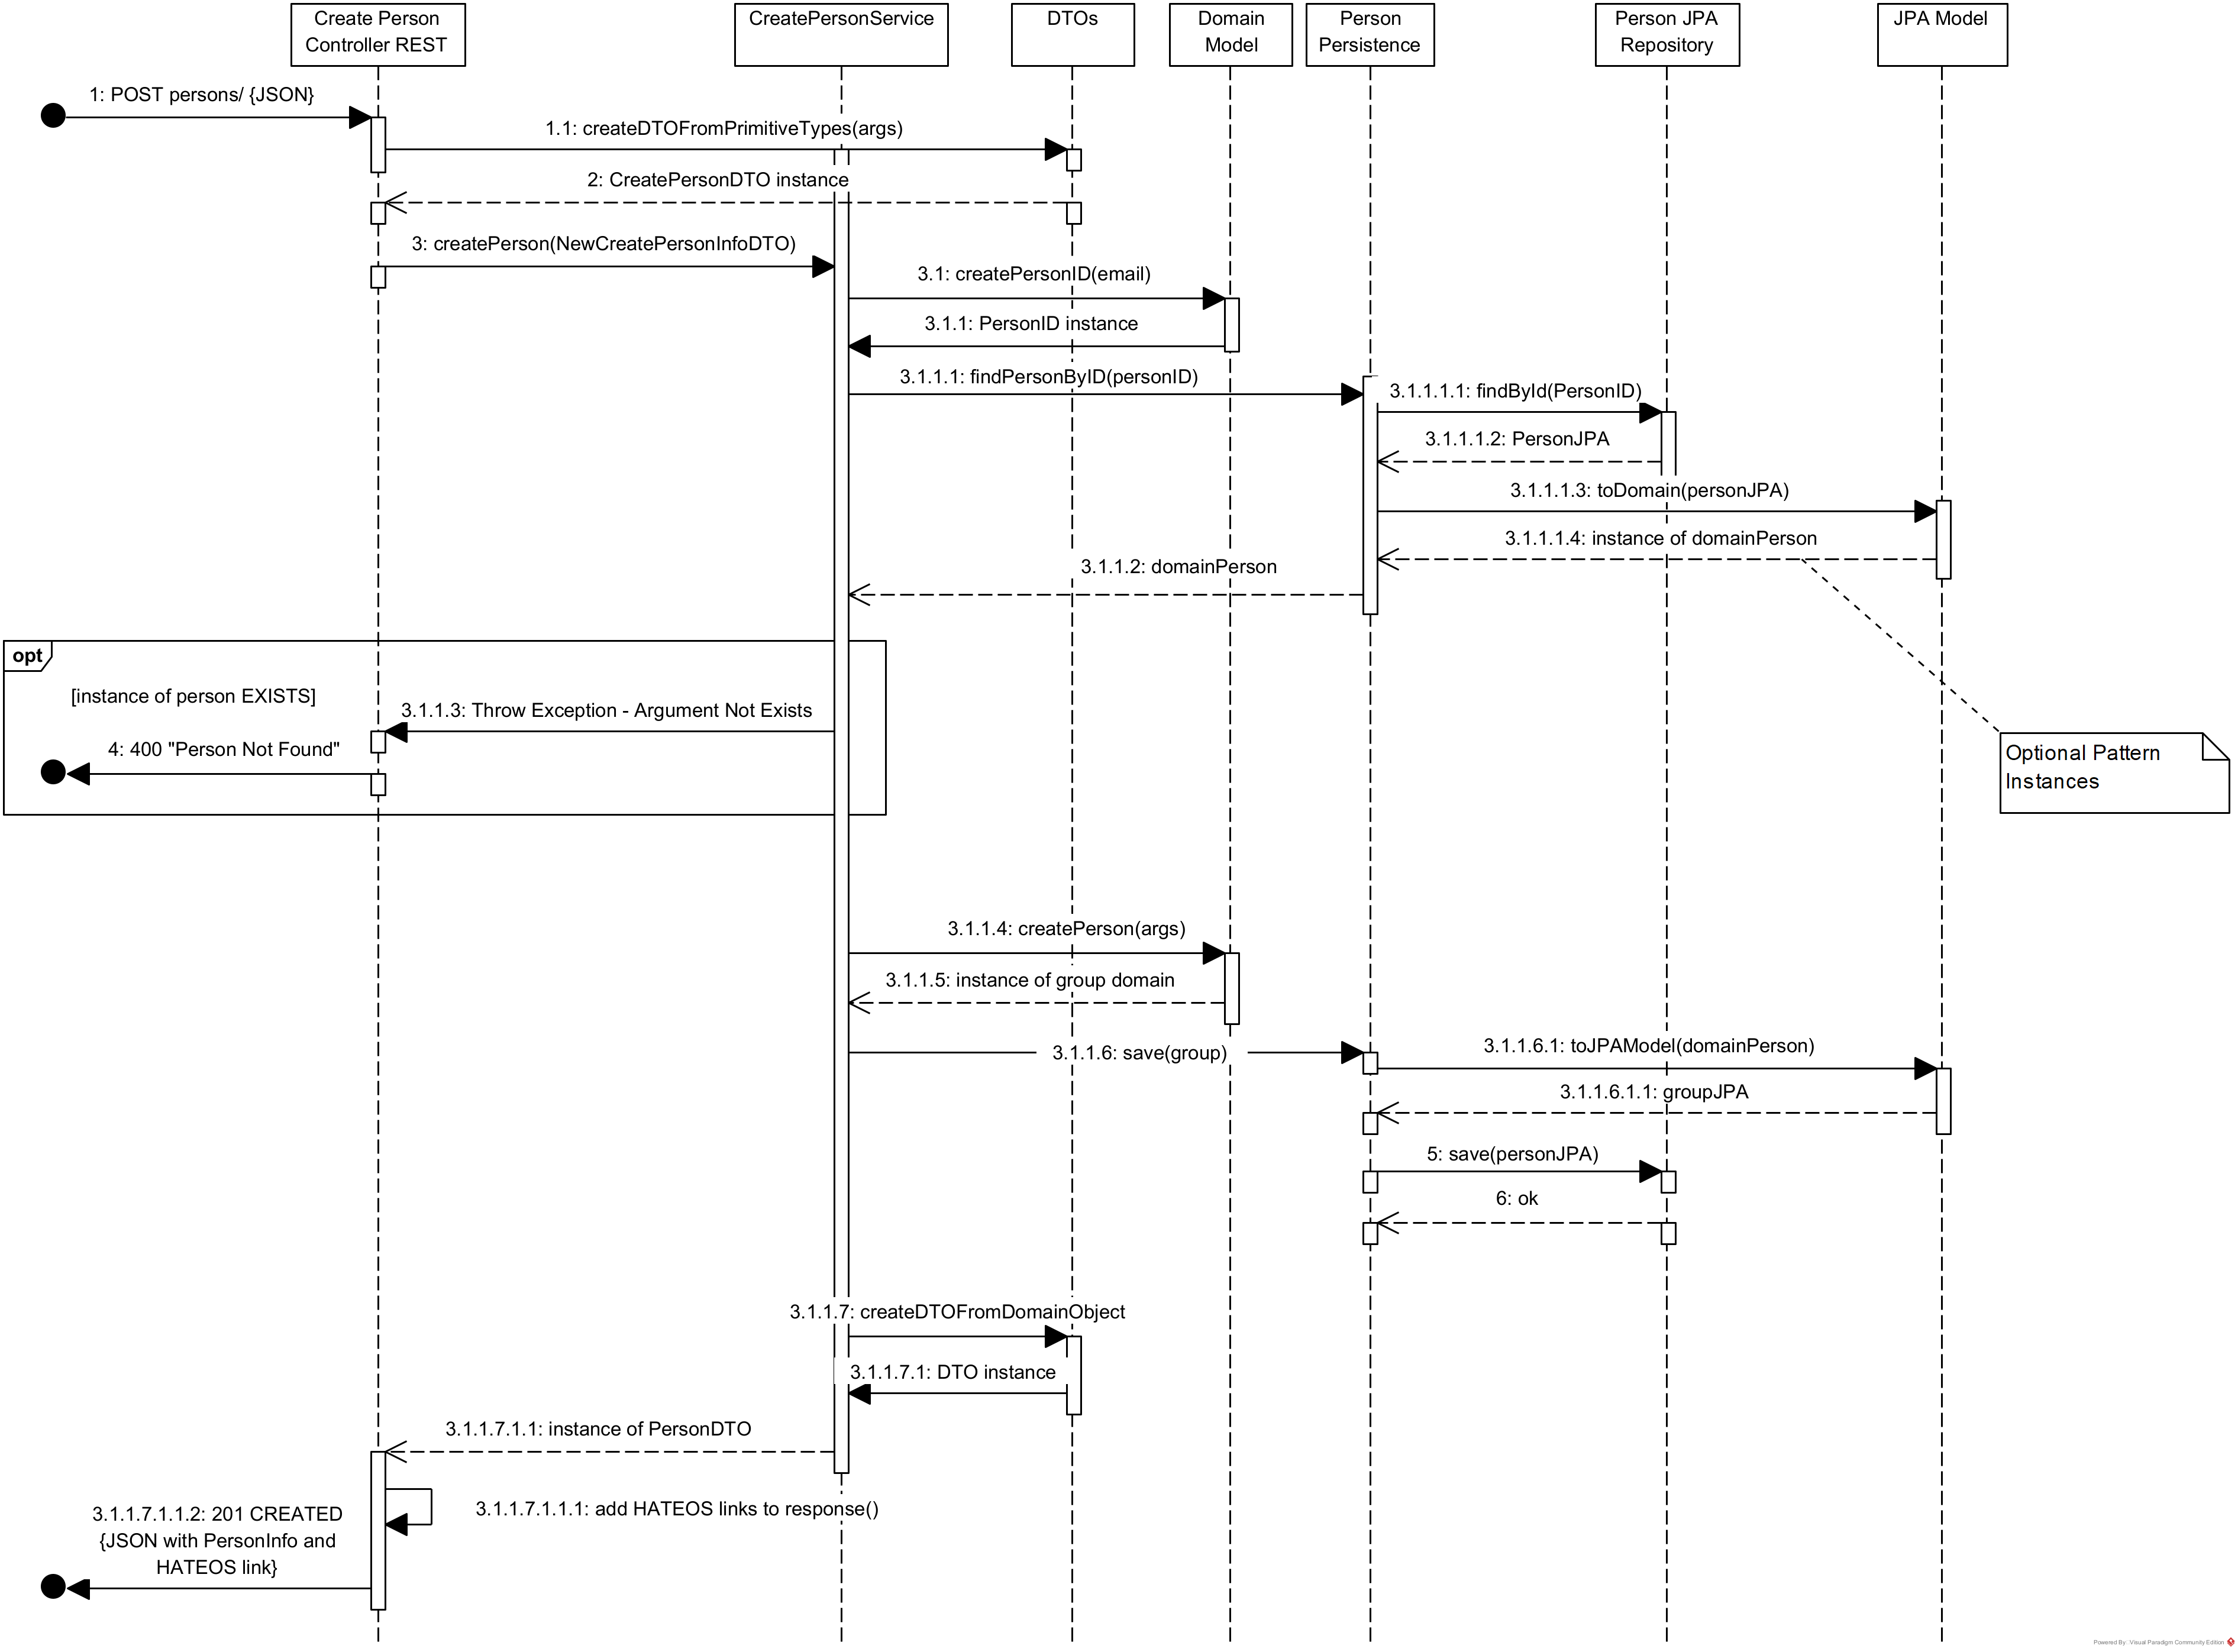 Create Person
Controller REST
CreatePersonService
DTOs
Domain
Model
Person
Persistence
Person JPA
Repository
JPA Model
1: POST persons/ {JSON}
1.1: createDTOFromPrimitiveTypes(args)
2: CreatePersonDTO instance
3: createPerson(NewCreatePersonInfoDTO)
3.1: createPersonID(email)
3.1.1: PersonID instance
3.1.1.1: findPersonByID(personID)
3.1.1.1.1: findById(PersonID)
3.1.1.1.2: PersonJPA
3.1.1.1.3: toDomain(personJPA)
3.1.1.1.4: instance of domainPerson
3.1.1.2: domainPerson
opt
[instance of person EXISTS]
3.1.1.3: Throw Exception - Argument Not Exists
4: 400 "Person Not Found"
Optional Pattern
Instances
3.1.1.4: createPerson(args)
3.1.1.5: instance of group domain
3.1.1.6: save(group)
3.1.1.6.1: toJPAModel(domainPerson)
3.1.1.6.1.1: groupJPA
5: save(personJPA)
6: ok
3.1.1.7: createDTOFromDomainObject
3.1.1.7.1: DTO instance
3.1.1.7.1.1: instance of PersonDTO
3.1.1.7.1.1.1: add HATEOS links to response()
3.1.1.7.1.1.2: 201 CREATED
{JSON with PersonInfo and
HATEOS link}
Powered By: Visual Paradigm Community Edition